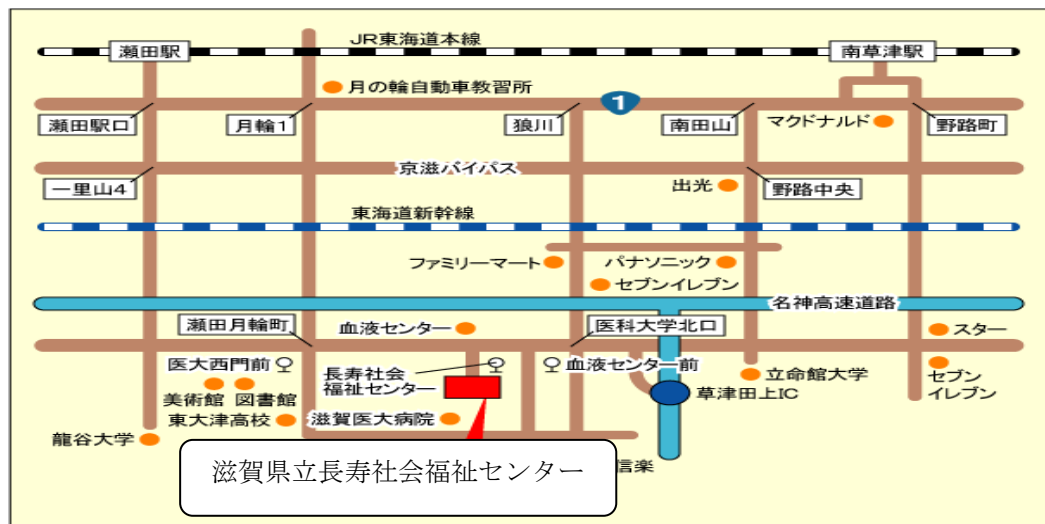 JR東海道本線
瀬田駅
南草津駅
月の輪自動車教習所
1
瀬田駅口
月輪1
狼川
南田山
マクドナルド
野路町
京滋バイパス
一里山4
出光
野路中央
東海道新幹線
ファミリーマート
パナソニック
セブンイレブン
名神高速道路
瀬田月輪町
血液センター
医科大学北口
スター
医大西門前
長寿社会
福祉センター
血液センター前
立命館大学
セブン
イレブン
美術館
図書館
草津田上IC
東大津高校
滋賀医大病院
龍谷大学
信楽
滋賀県立長寿社会福祉センター